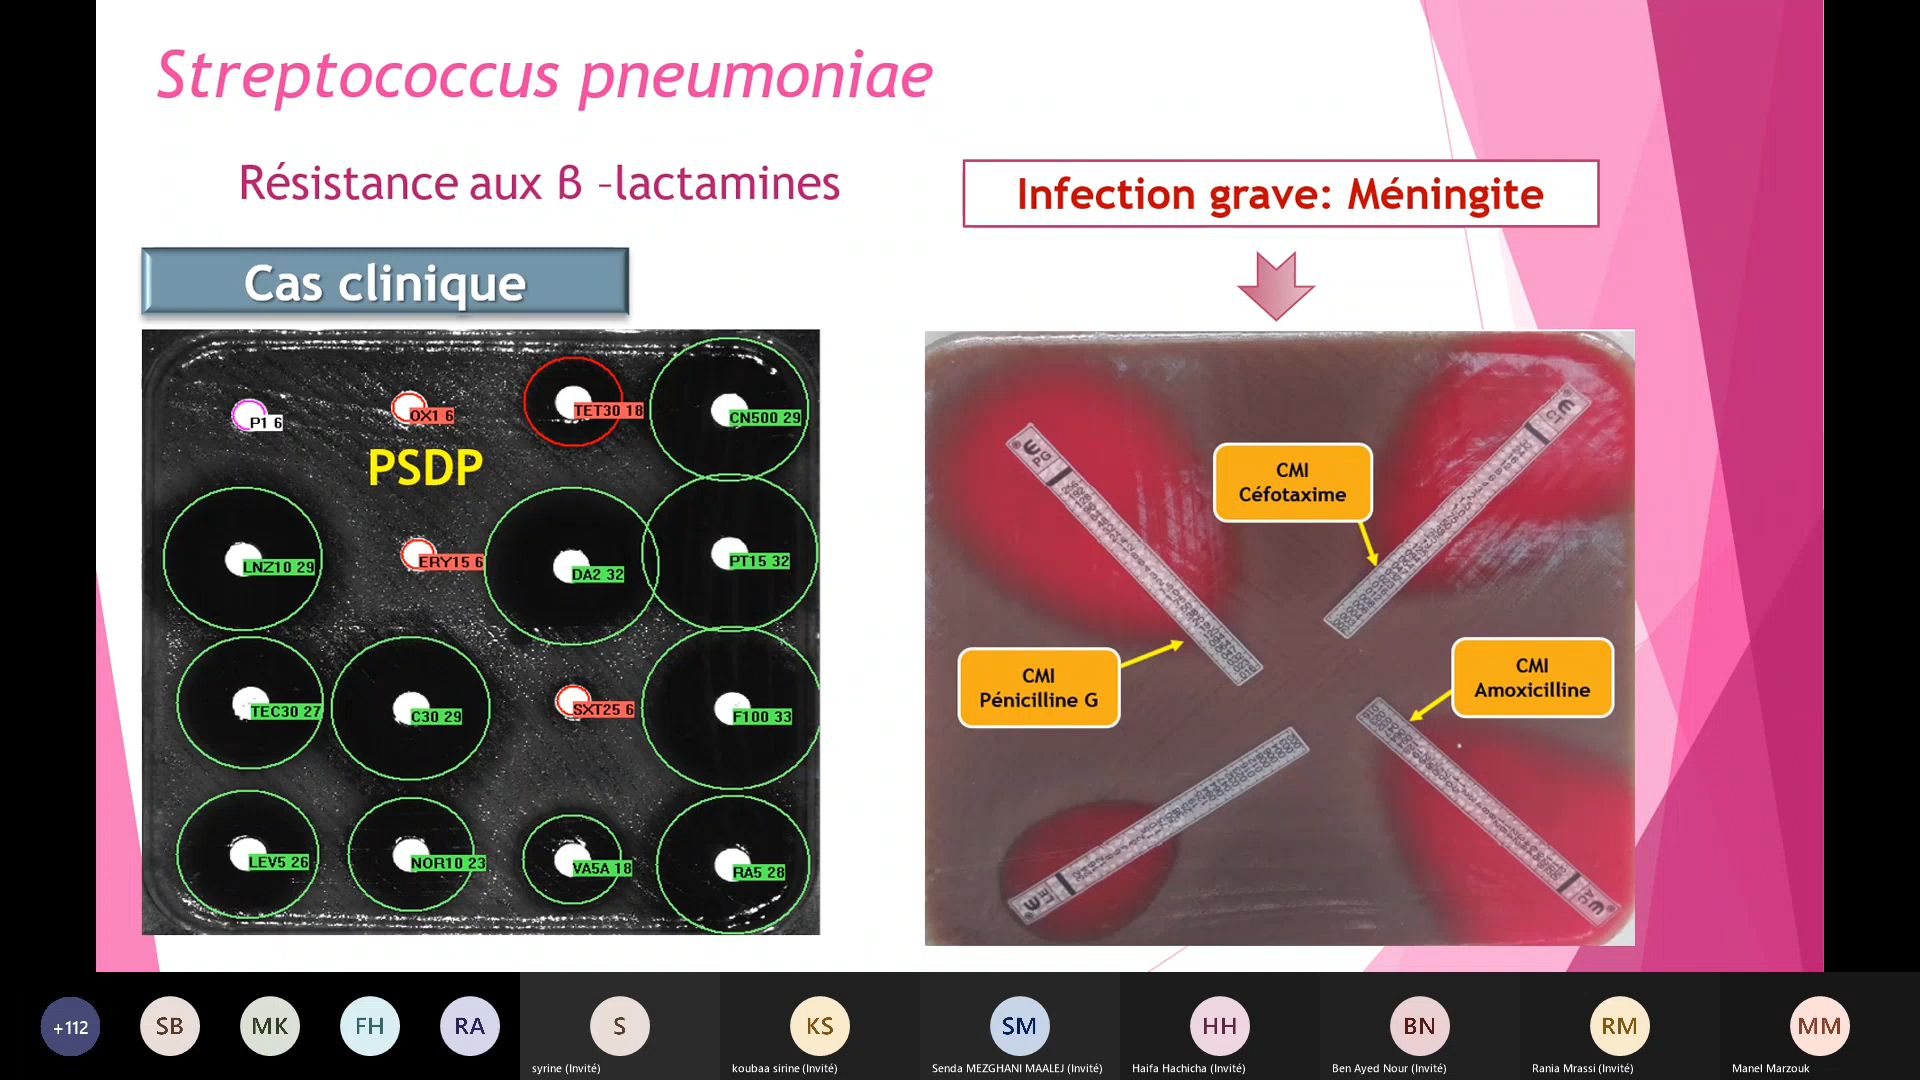 Streptococcus pneumoniae
Résistance aux ß -lactamines
Infection grave: Méningite
Cas clinique
P1 6
OX1 6
TET30 18
CN500 29
PSDP
LNZ10 29
ERY15 6
DA2 32
PT15 32
TEC30 27
C30 29
SXT25 6
F100 33
LEV5 26
NOR10 23
VA5A 18
RA5 28
PG
CMI
Céfotaxime
CMI
Pénicilline G
CMI
Amoxicilline
+112
SB
MK
FH
RA
S
KS
SM
HH
BN
RM
MM
syrine (Invité)
koubaa sirine (Invité)
Senda MEZGHANI MAALEJ (Invité)
Haifa Hachicha (Invité)
Ben Ayed Nour (Invité)
Rania Mrassi (Invité)
Manel Marzouk